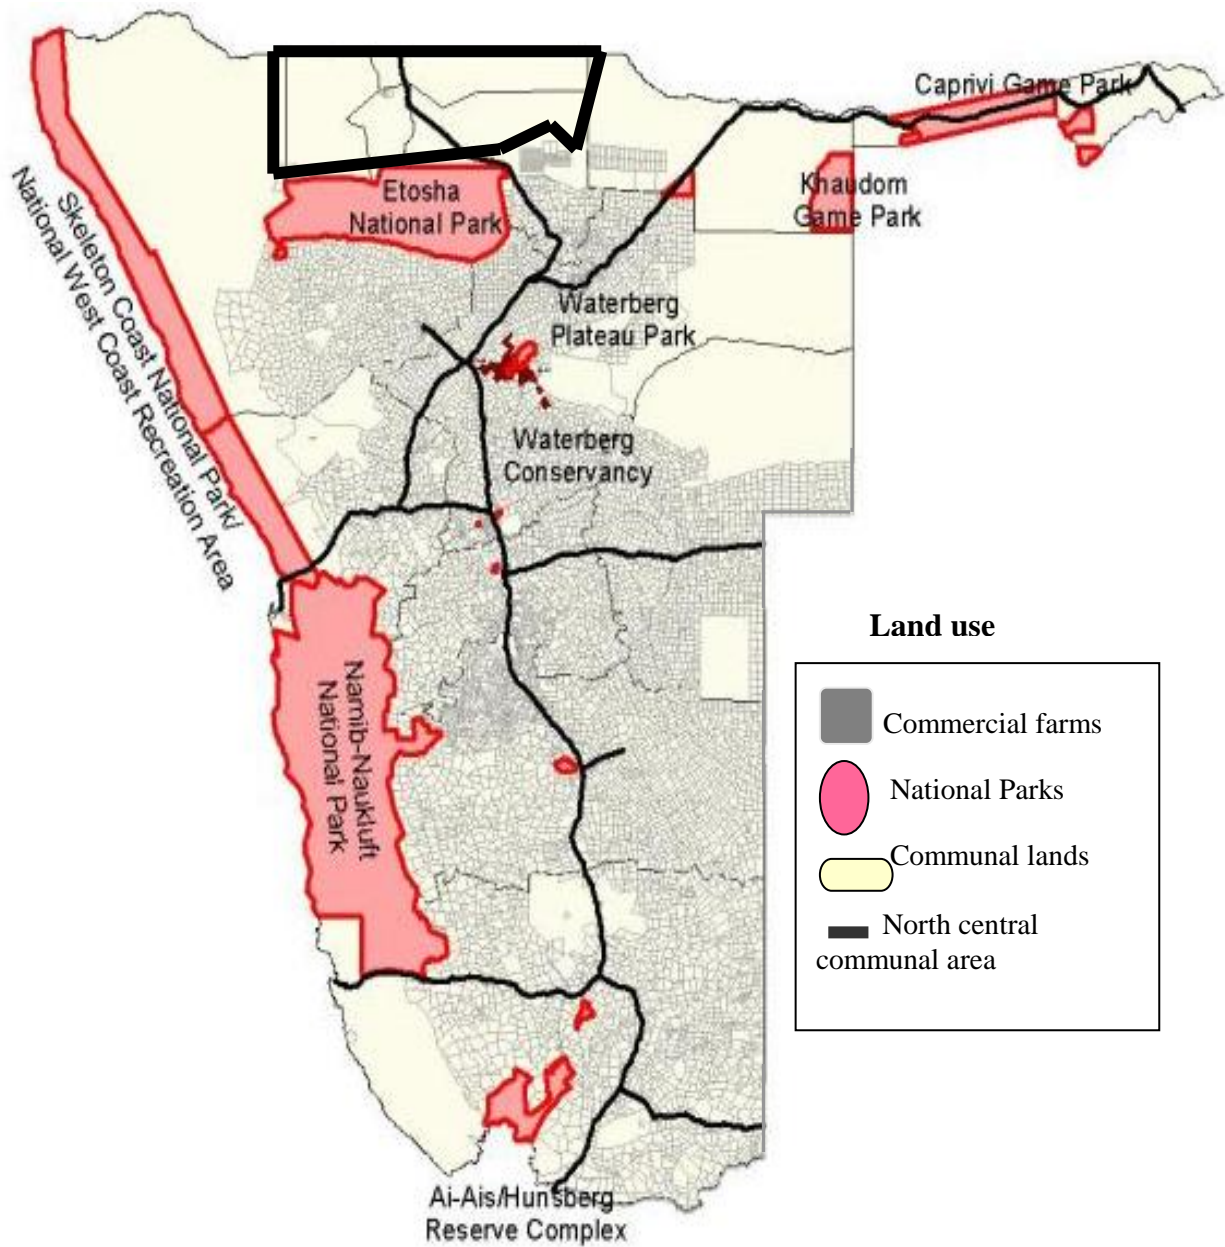 Caprivi Game Park
Etosha
National Park
Khaudom
Game Park
Skeleton Coast National Park/
National West Coast Recreation Area
Waterberg
Plateau Park
Waterberg
Conservancy
Namib-Naukluft
National Park
Land use
Commercial farms
National Parks
Communal lands
North central
communal area
Ai-Ais/Hunsberg
Reserve Complex